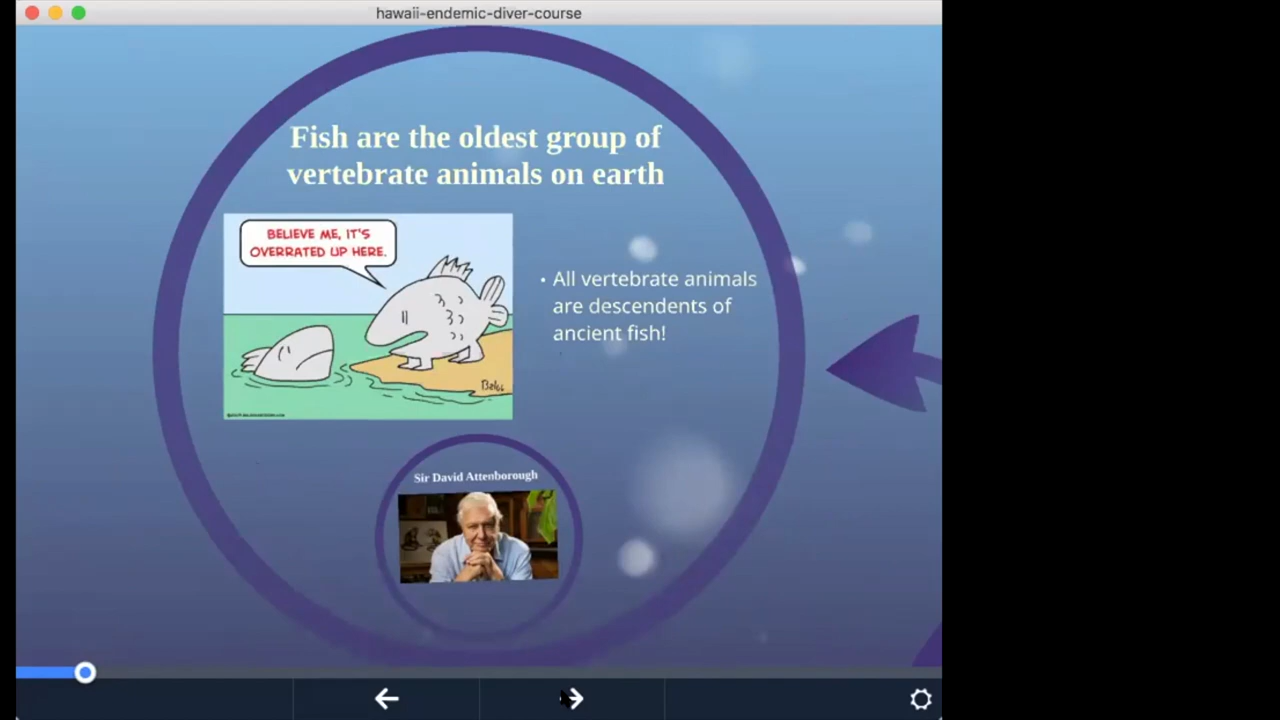 hawaii-endemic-diver-course
Fish are the oldest group of
vertebrate animals on earth
BELIEVE ME, IT'S
OVERRATED UP HERE.
• All vertebrate animals
are descendents of
ancient fish!
Sir David Attenborough